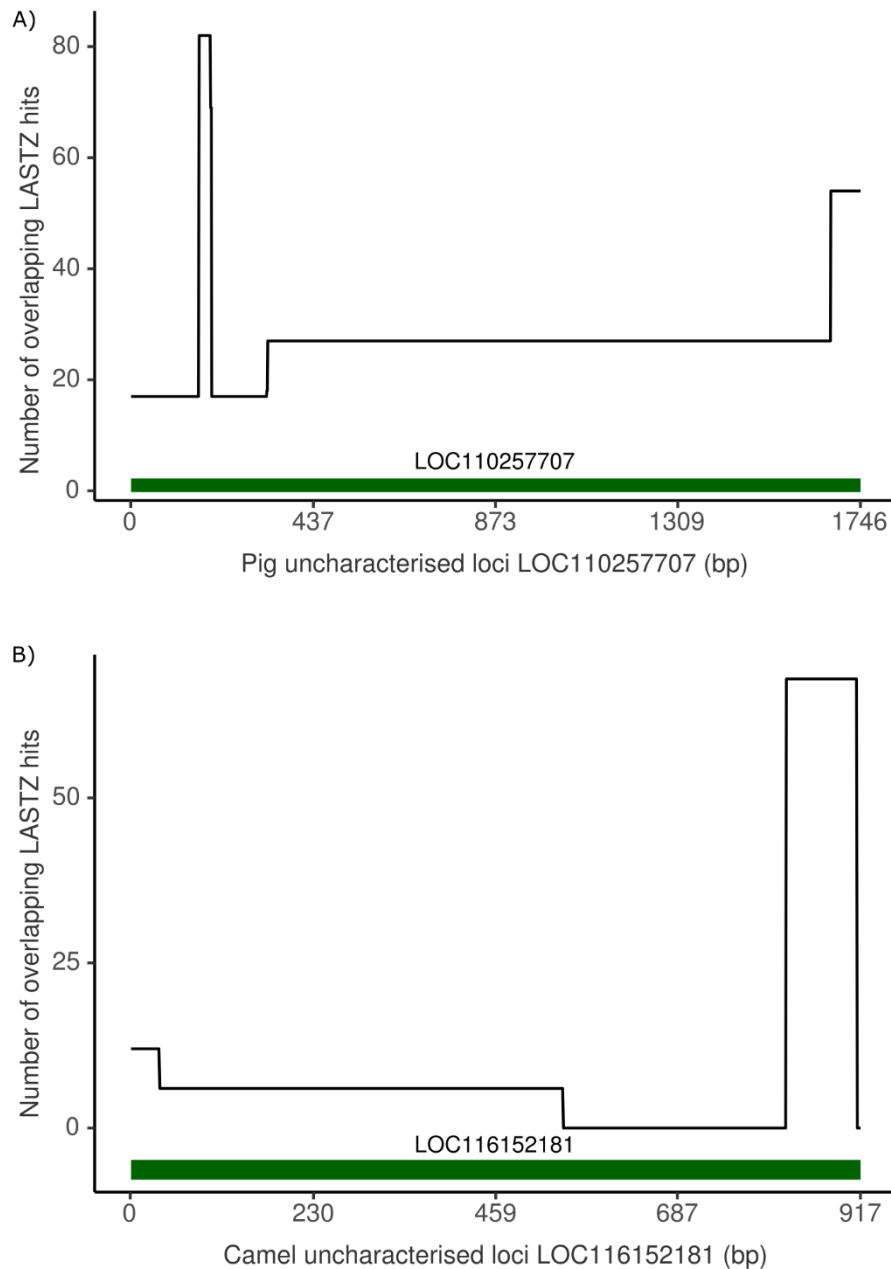 A)
Number of overlapping LASTZ hits
80
60
40
20
0
LOC110257707
0 437 873 1309 1746
Pig uncharacterised loci LOC110257707 (bp)
B)
Number of overlapping LASTZ hits
50
25
0
LOC116152181
0 230 459 687 917
Camel uncharacterised loci LOC116152181 (bp)